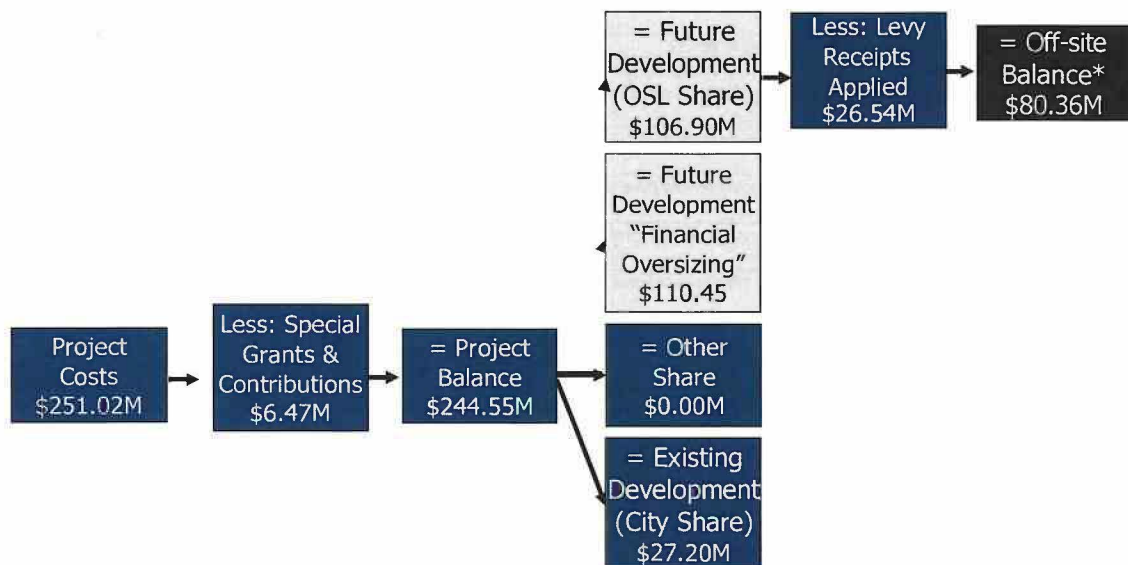 Project
Costs
$251.02M
Less: Special
Grants &
Contributions
$6.47M
= Project
Balance
$244.55M
= Future
Development
(OSL Share)
$106.90M
= Future
Development
“Financial
Oversizing”
$110.45
= Other
Share
$0.00M
= Existing
Development
(City Share)
$27.20M
Less: Levy
Receipts
Applied
$26.54M
= Off-site
Balance*
$80.36M